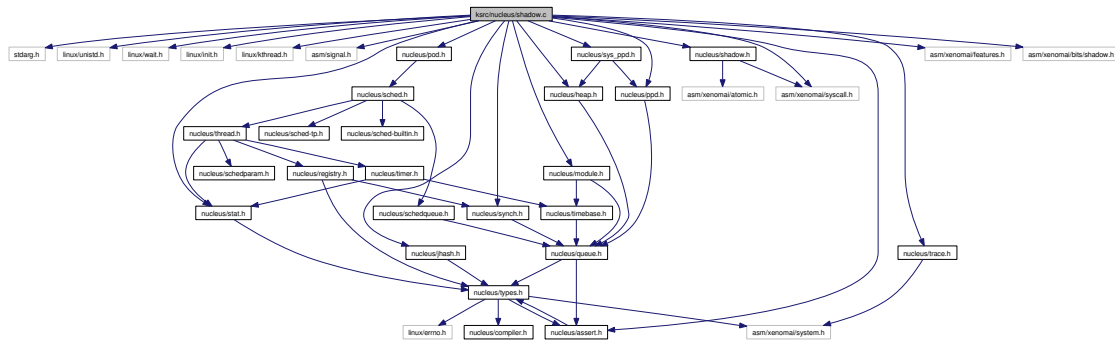 ksrc/nucleus/shadow.c
stdarg.h
linux/unistd.h
linux/wait.h
linux/init.h
linux/kthread.h
asm/signal.h
nucleus/pod.h
nucleus/sys_ppd.h
nucleus/shadow.h
asm/xenomai/features.h
asm/xenomai/bits/shadow.h
nucleus/sched.h
nucleus/heap.h
nucleus/ppd.h
asm/xenomai/atomic.h
asm/xenomai/syscall.h
nucleus/thread.h
nucleus/sched-tp.h
nucleus/sched-builtin.h
nucleus/schedparam.h
nucleus/registry.h
nucleus/timer.h
nucleus/module.h
nucleus/stat.h
nucleus/schedqueue.h
nucleus/synch.h
nucleus/timebase.h
nucleus/jhash.h
nucleus/queue.h
nucleus/trace.h
nucleus/types.h
linux/errno.h
nucleus/compiler.h
nucleus/assert.h
asm/xenomai/system.h